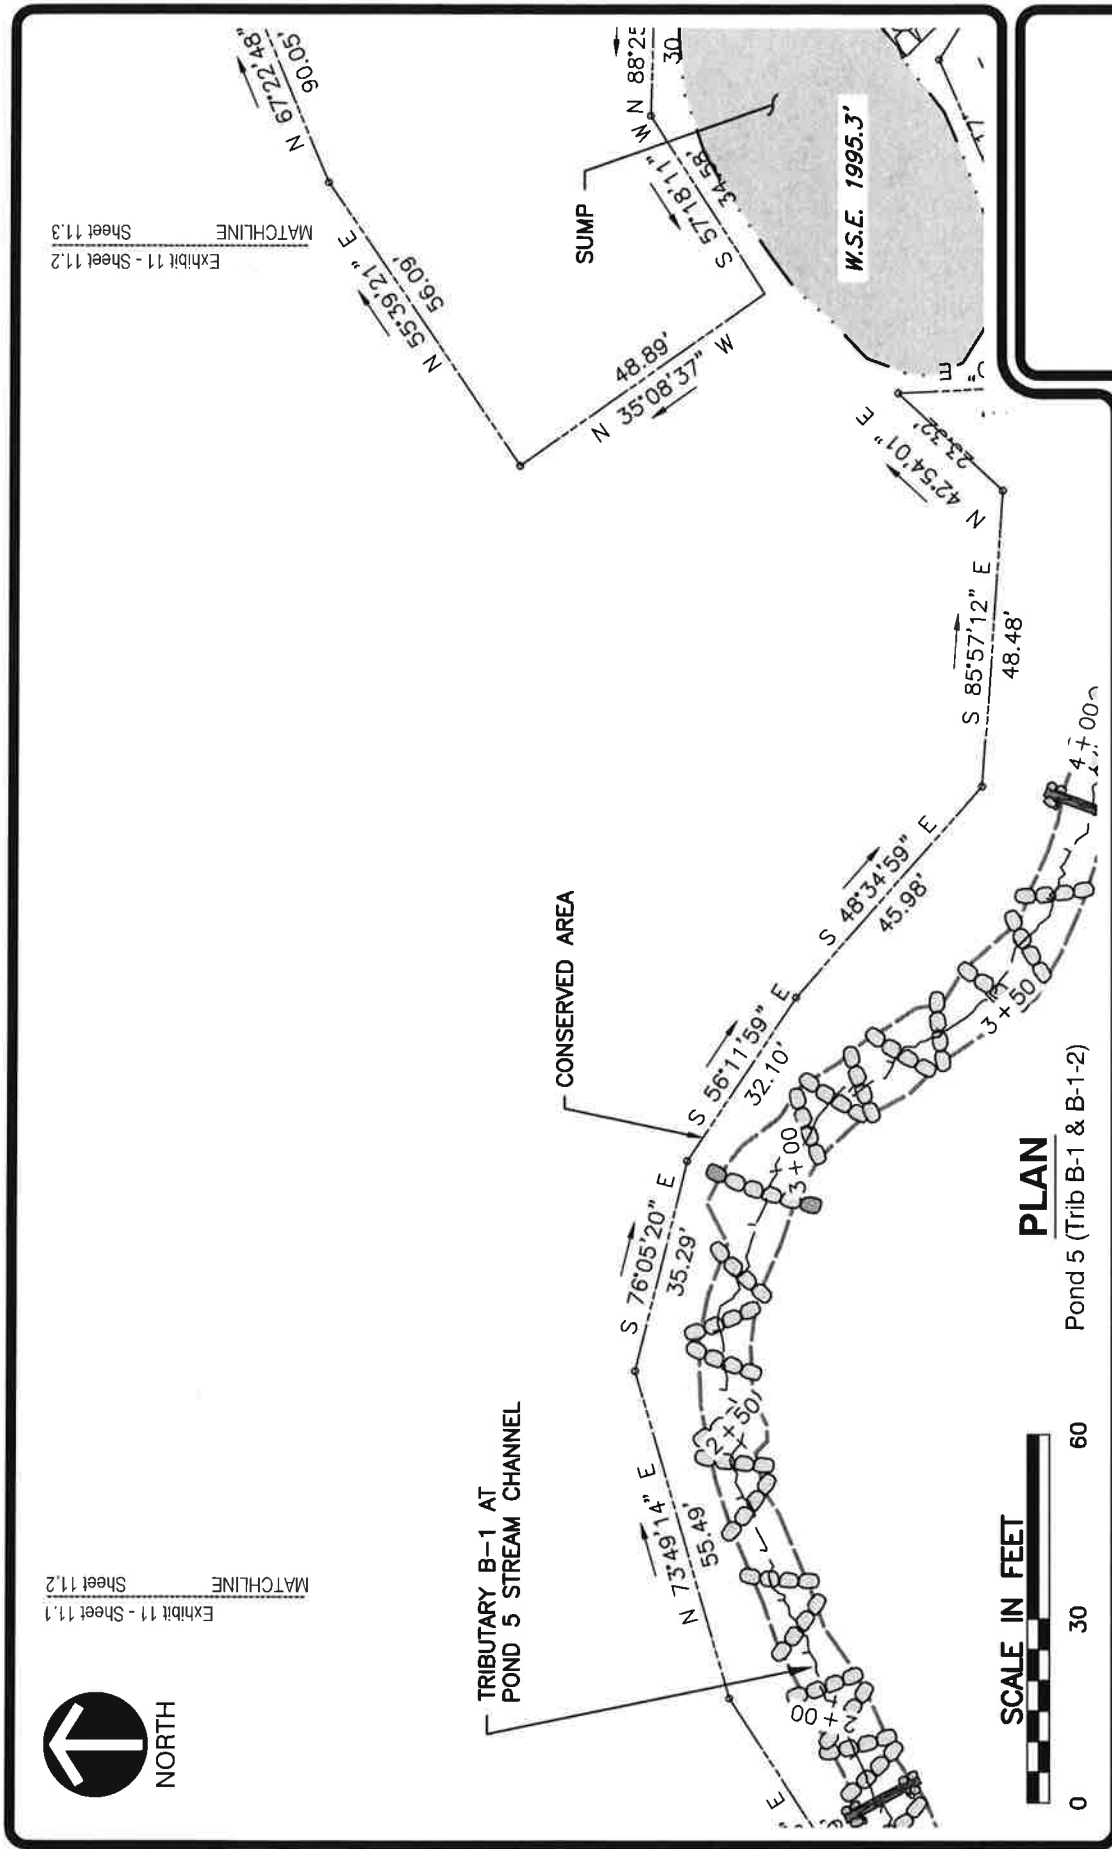 NORTH
Exhibit 11 - Sheet 11.1
MATCHLINE Sheet 11.2
Exhibit 11 - Sheet 11.2
MATCHLINE Sheet 11.3
TRIBUTARY B-1 AT
POND 5 STREAM CHANNEL
CONSERVED AREA
SUMP
W.S.E. 1995.3'
E
N 73°49'14" E
55.49'
S 76°05'20" E
35.29'
S 56°11'59" E
32.10'
S 48°34'59" E
45.98'
S 85°57'12" E
48.48'
N 42°54'01" E
23.32'
E
N 35°08'37" W
48.89'
N 55°39'21" E
56.09'
N 67°22'48"
90.05'
S 57°18'11" W
34.58'
N 88°25
30
17"
2+00
2+50
3+00
3+50
4+00
SCALE IN FEET
0 30 60
PLAN
Pond 5 (Trib B-1 & B-1-2)